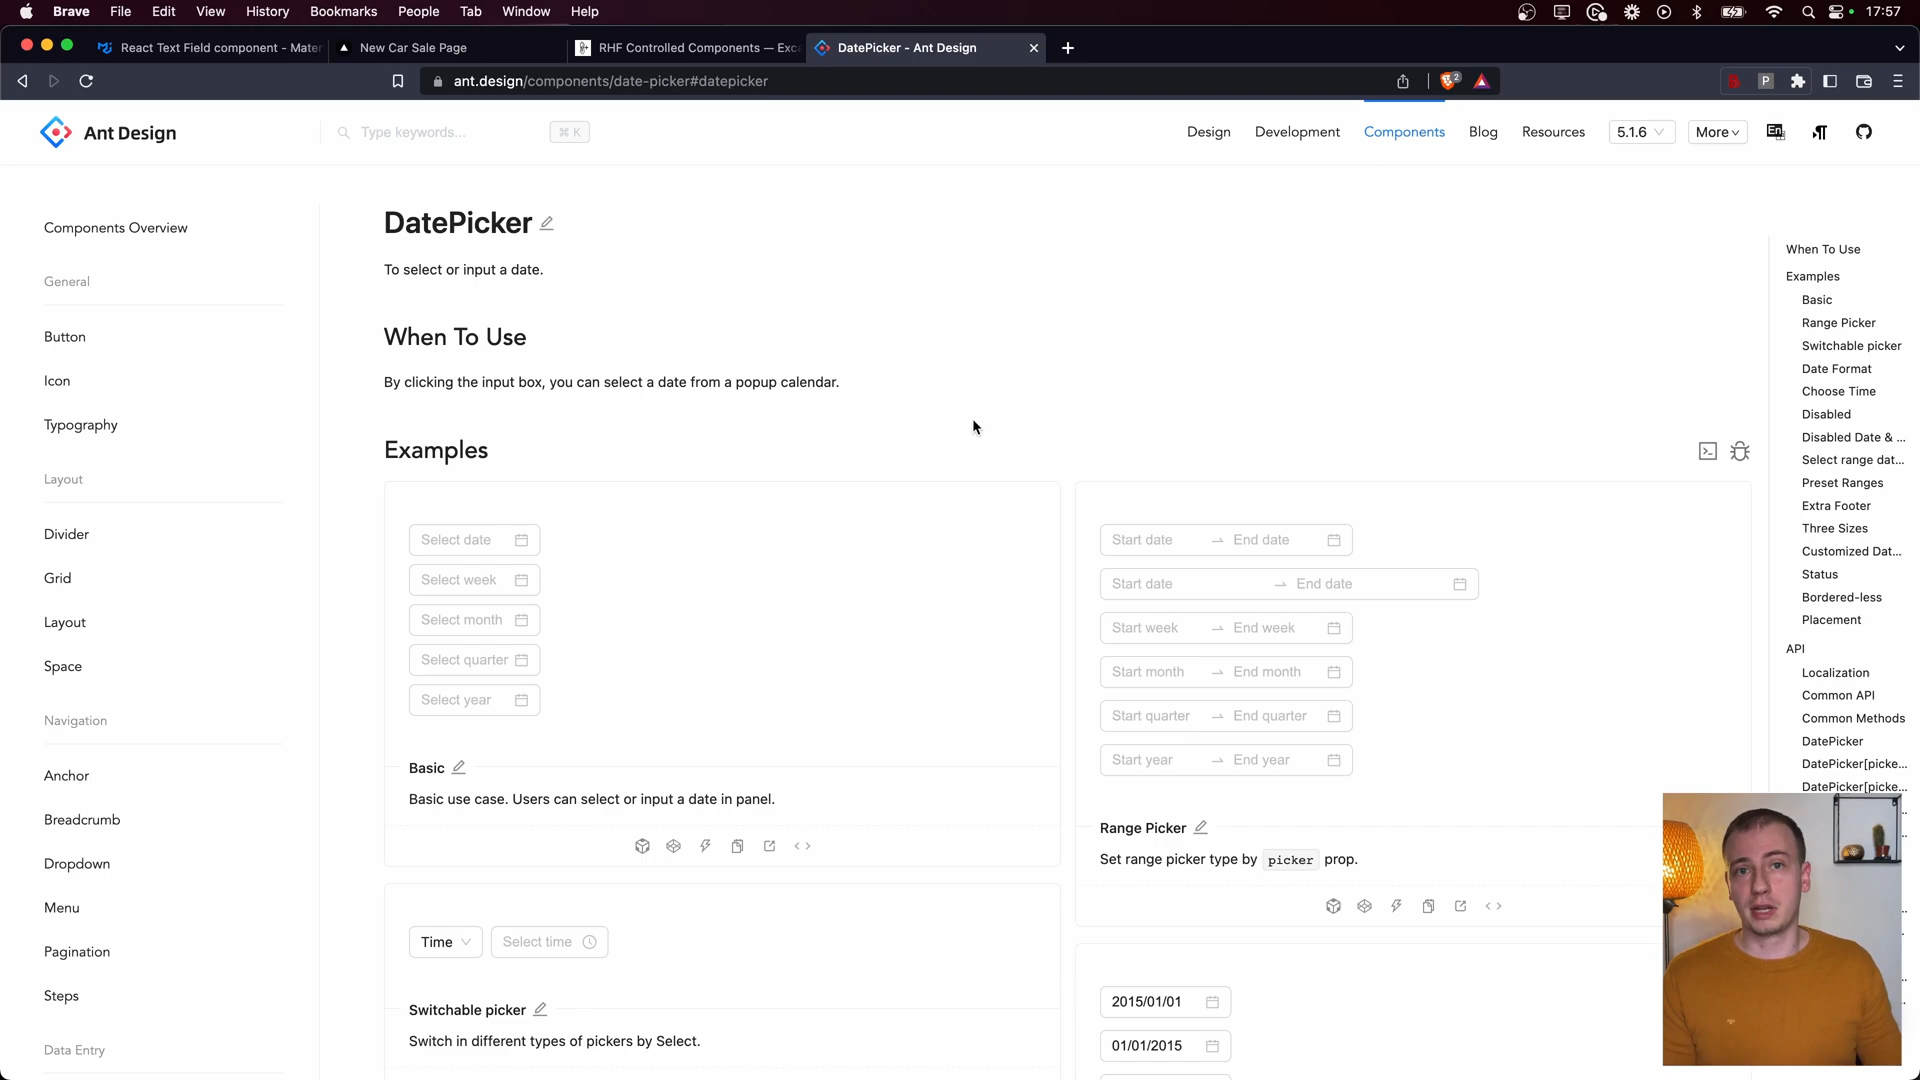 Brave File Edit View History Bookmarks People Tab Window Help 17:57
React Text Field component - Mater
New Car Sale Page
RHF Controlled Components — Exc
DatePicker - Ant Design
ant.design/components/date-picker#datepicker
2
P
Ant Design
Type keywords...
⌘ K
Design Development Components Blog Resources 5.1.6 More
En
Components Overview
General
Button
Icon
Typography
Layout
Divider
Grid
Layout
Space
Navigation
Anchor
Breadcrumb
Dropdown
Menu
Pagination
Steps
Data Entry
DatePicker
To select or input a date.
When To Use
By clicking the input box, you can select a date from a popup calendar.
Examples
Select date
Select week
Select month
Select quarter
Select year
Basic
Basic use case. Users can select or input a date in panel.
Time Select time
Switchable picker
Switch in different types of pickers by Select.
Start date → End date
Start date → End date
Start week → End week
Start month → End month
Start quarter → End quarter
Start year → End year
Range Picker
Set range picker type by picker prop.
2015/01/01
01/01/2015
When To Use
Examples
Basic
Range Picker
Switchable picker
Date Format
Choose Time
Disabled
Disabled Date & ...
Select range dat...
Preset Ranges
Extra Footer
Three Sizes
Customized Dat...
Status
Bordered-less
Placement
API
Localization
Common API
Common Methods
DatePicker
DatePicker[picke...
DatePicker[picke...